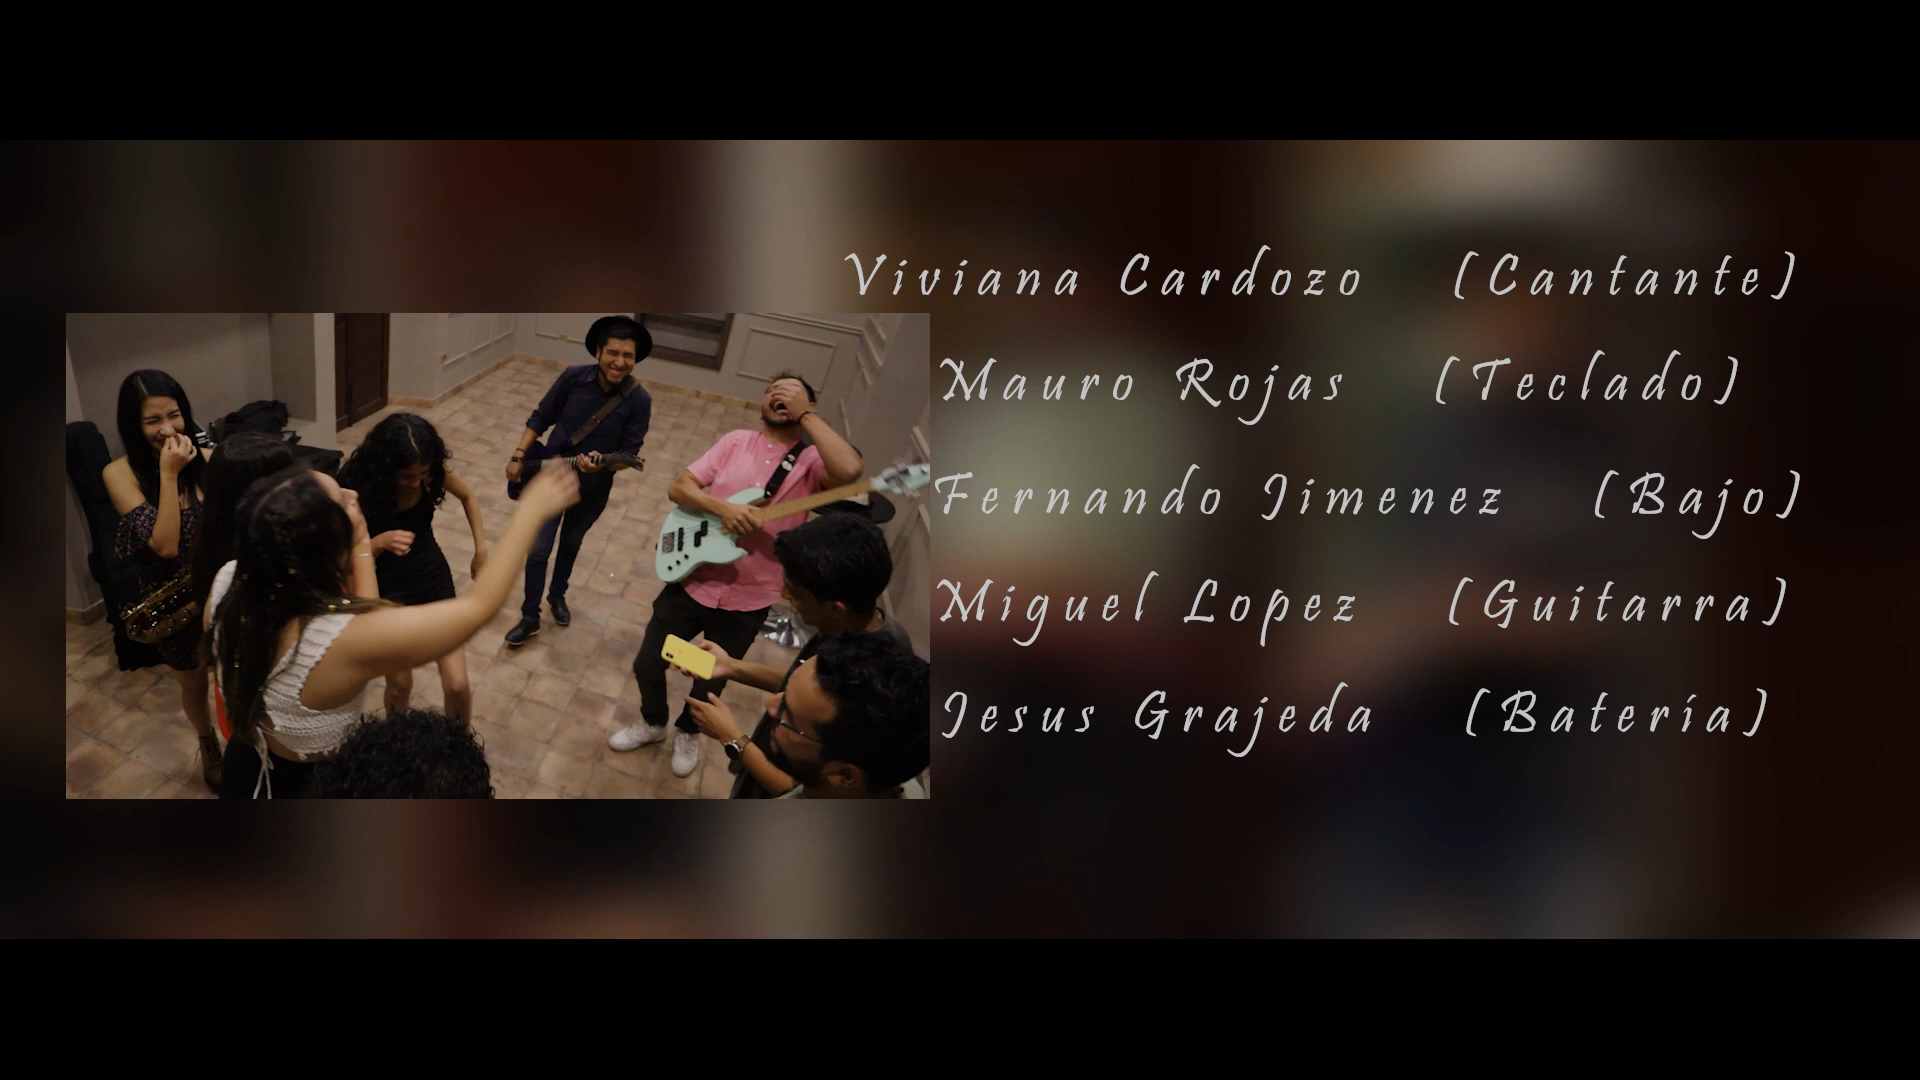 Viviana Cardozo (Cantante)
Mauro Rojas (Teclado)
Fernando Jimenez (Bajo)
Miguel Lopez (Guitarra)
Jesus Grajeda (Batería)